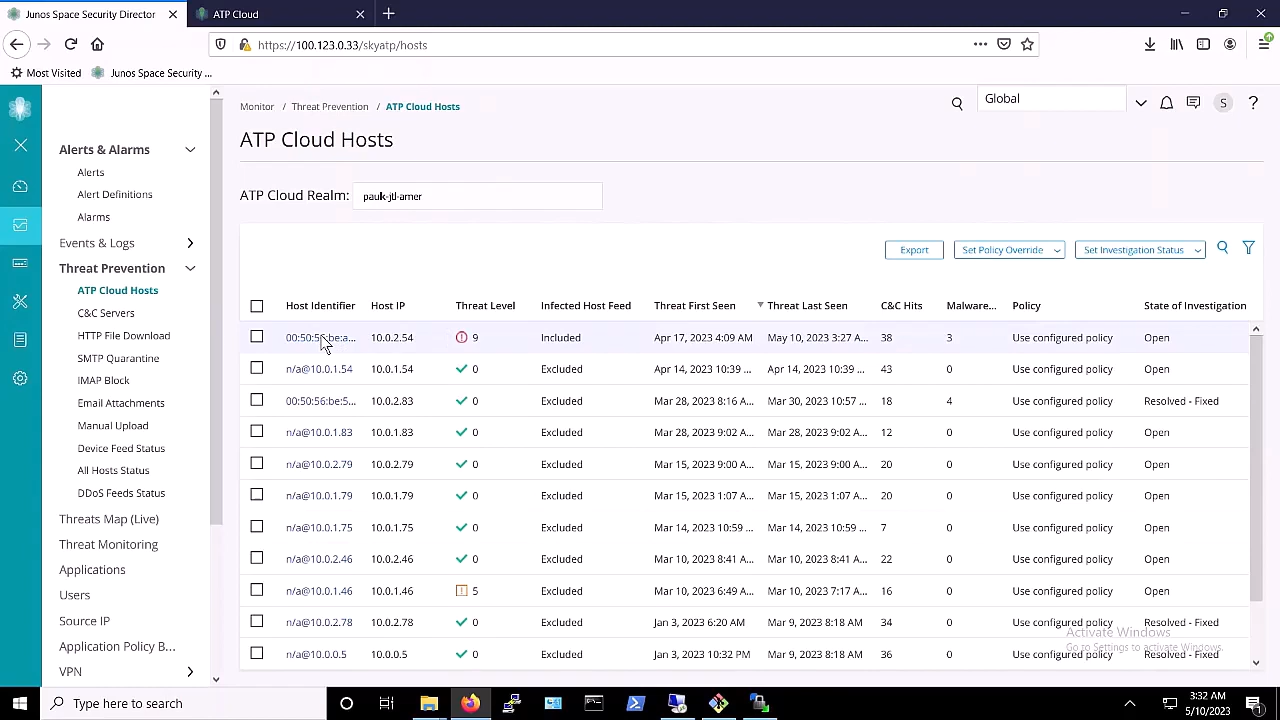 Junos Space Security Director
ATP Cloud
https://100.123.0.33/skyatp/hosts
Most Visited
Junos Space Security ...
Monitor / Threat Prevention / ATP Cloud Hosts
Global
S
?
ATP Cloud Hosts
ATP Cloud Realm: pauk-jtl-amer
Alerts & Alarms
Alerts
Alert Definitions
Alarms
Events & Logs
Threat Prevention
ATP Cloud Hosts
C&C Servers
HTTP File Download
SMTP Quarantine
IMAP Block
Email Attachments
Manual Upload
Device Feed Status
All Hosts Status
DDoS Feeds Status
Threats Map (Live)
Threat Monitoring
Applications
Users
Source IP
Application Policy B...
VPN
Export Set Policy Override Set Investigation Status
Host Identifier Host IP Threat Level Infected Host Feed Threat First Seen Threat Last Seen C&C Hits Malware... Policy State of Investigation
00:50:56:be:a... 10.0.2.54 9 Included Apr 17, 2023 4:09 AM May 10, 2023 3:27 A... 38 3 Use configured policy Open
n/a@10.0.1.54 10.0.1.54 0 Excluded Apr 14, 2023 10:39 ... Apr 14, 2023 10:39 ... 43 0 Use configured policy Open
00:50:56:be:5... 10.0.2.83 0 Excluded Mar 28, 2023 8:16 A... Mar 30, 2023 10:57 ... 18 4 Use configured policy Resolved - Fixed
n/a@10.0.1.83 10.0.1.83 0 Excluded Mar 28, 2023 9:02 A... Mar 28, 2023 9:02 A... 12 0 Use configured policy Open
n/a@10.0.2.79 10.0.2.79 0 Excluded Mar 15, 2023 9:00 A... Mar 15, 2023 9:00 A... 20 0 Use configured policy Open
n/a@10.0.1.79 10.0.1.79 0 Excluded Mar 15, 2023 1:07 A... Mar 15, 2023 1:07 A... 20 0 Use configured policy Open
n/a@10.0.1.75 10.0.1.75 0 Excluded Mar 14, 2023 10:59 ... Mar 14, 2023 10:59 ... 7 0 Use configured policy Open
n/a@10.0.2.46 10.0.2.46 0 Excluded Mar 10, 2023 8:41 A... Mar 10, 2023 8:41 A... 22 0 Use configured policy Open
n/a@10.0.1.46 10.0.1.46 5 Excluded Mar 10, 2023 6:49 A... Mar 10, 2023 7:17 A... 16 0 Use configured policy Open
n/a@10.0.2.78 10.0.2.78 0 Excluded Jan 3, 2023 6:20 AM Mar 9, 2023 8:18 AM 34 0 Use configured policy Resolved - Fixed
n/a@10.0.0.5 10.0.0.5 0 Excluded Jan 3, 2023 10:32 PM Mar 9, 2023 8:18 AM 36 0 Use configured policy Resolved - Fixed
Activate Windows
Go to Settings to activate Windows.
Type here to search
3:32 AM
5/10/2023
1